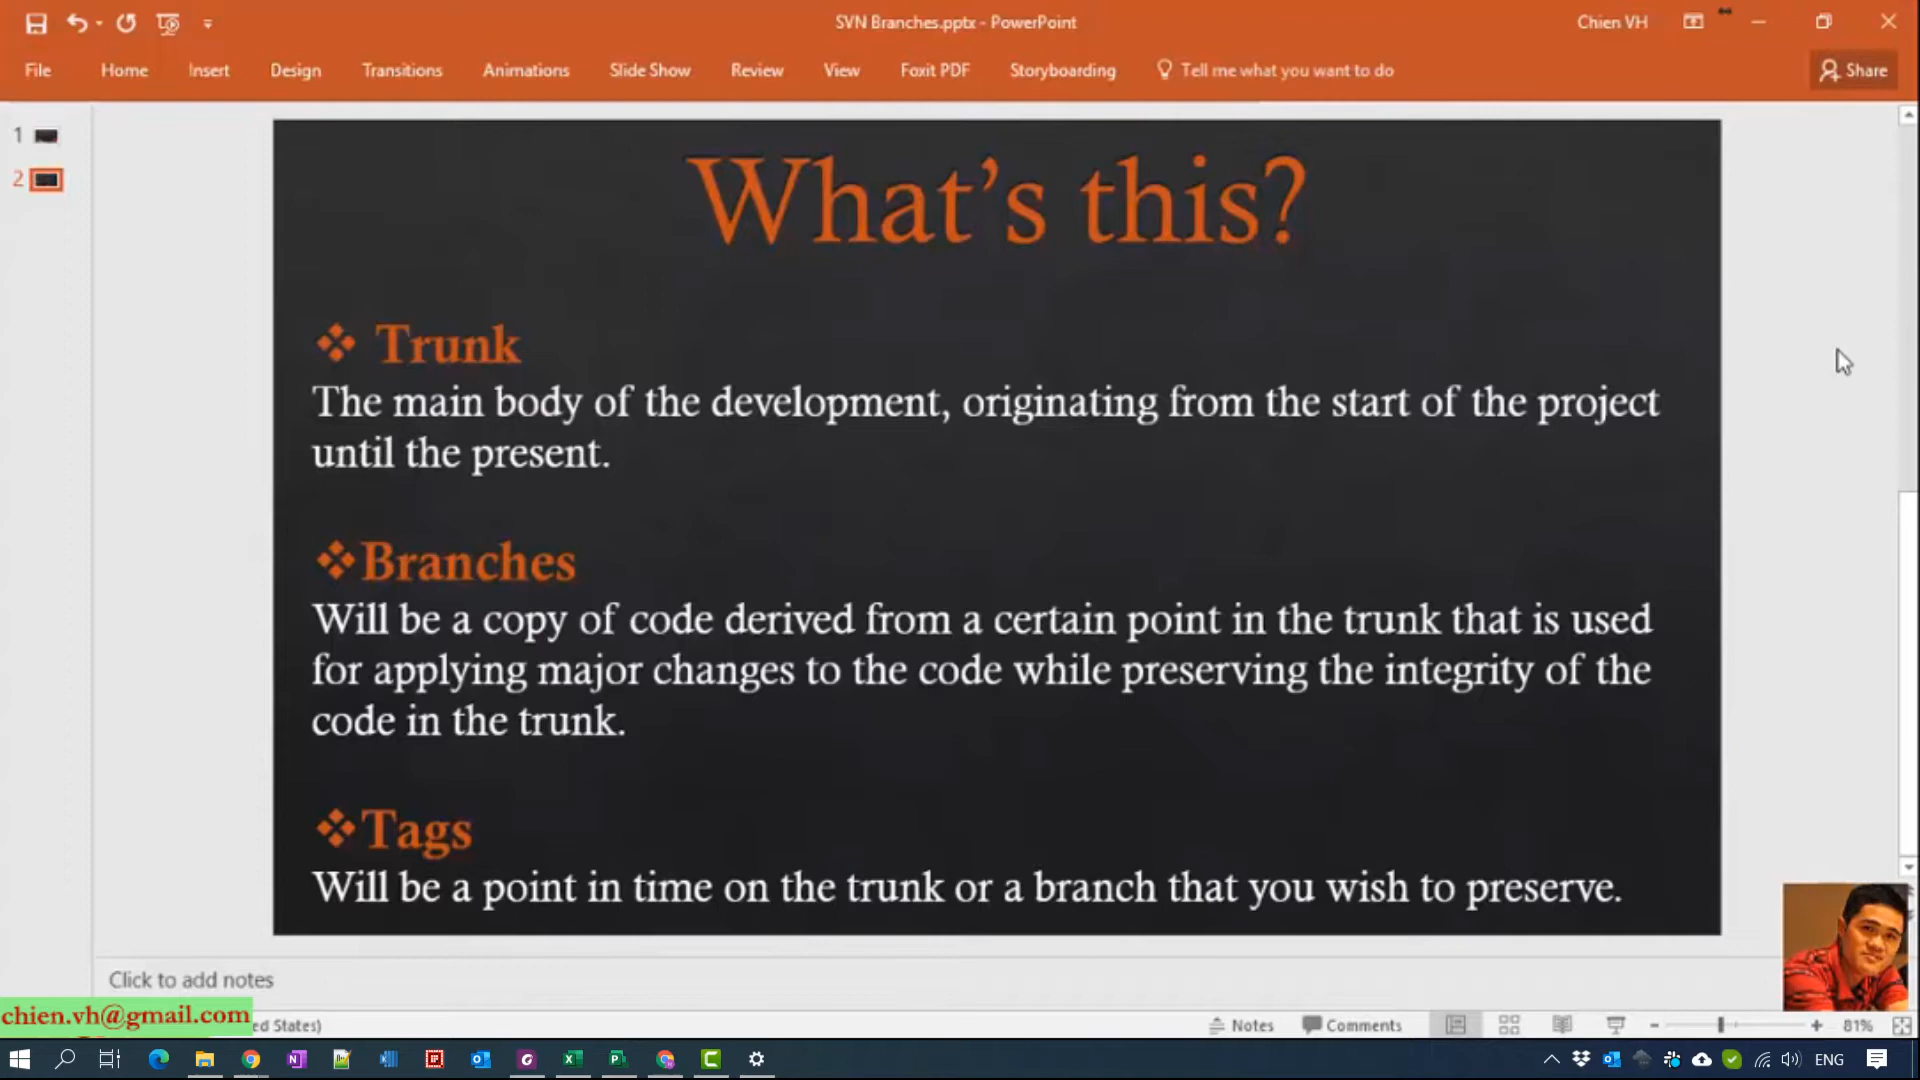 SVN Branches.pptx - PowerPoint
Chien VH
File Home Insert Design Transitions Animations Slide Show Review View Foxit PDF Storyboarding Tell me what you want to do Share
1
2
What's this?
Trunk
The main body of the development, originating from the start of the project
until the present.
Branches
Will be a copy of code derived from a certain point in the trunk that is used
for applying major changes to the code while preserving the integrity of the
code in the trunk.
Tags
Will be a point in time on the trunk or a branch that you wish to preserve.
Click to add notes
chien.vh@gmail.com
ed States)
Notes Comments 81%
ENG